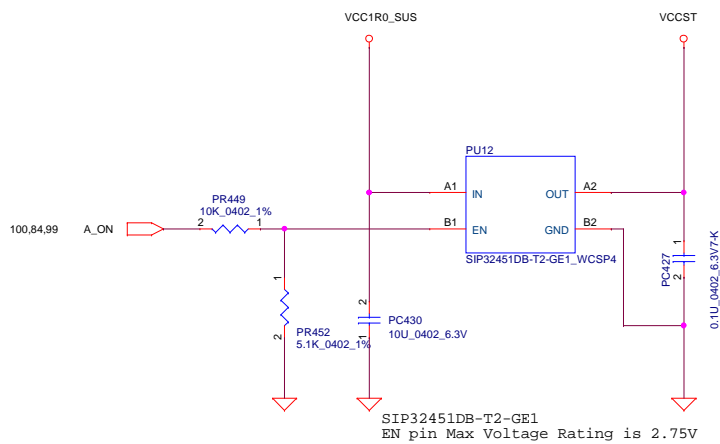 VCC1R0_SUS
VCCST
PU12
A1
IN
OUT
A2
PR449
10K_0402_1%
100,84,99
A_ON
2
1
B1
EN
GND
B2
SIP32451DB-T2-GE1_WCSP4
1
PC427
2
0.1U_0402_6.3V7-K
1
PR452
2
5.1K_0402_1%
2
PC430
1
10U_0402_6.3V
SIP32451DB-T2-GE1
EN pin Max Voltage Rating is 2.75V